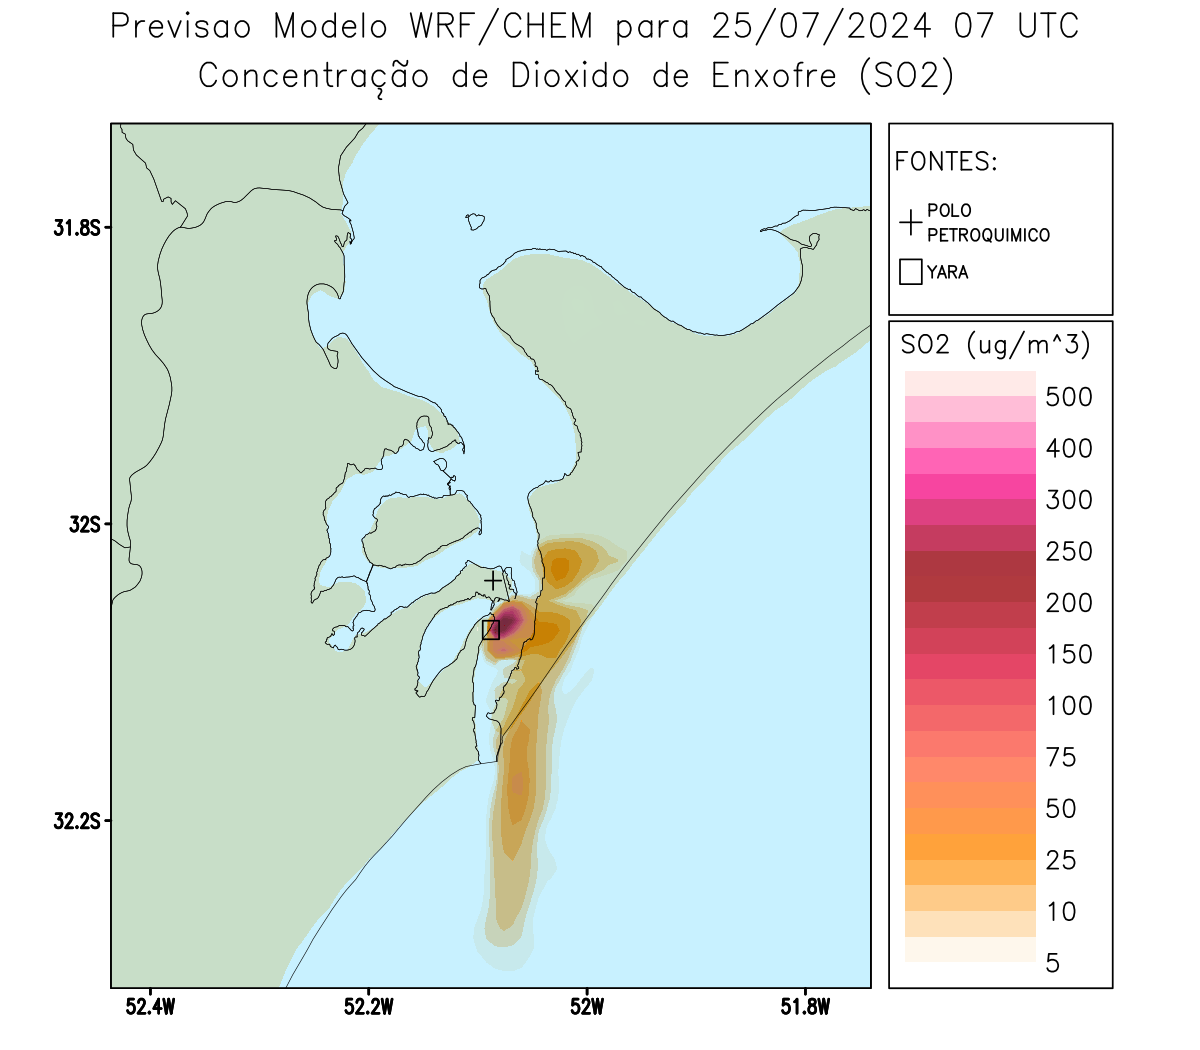 Previsao Modelo WRF/CHEM para 25/07/2024 07 UTC
Concentração de Dioxido de Enxofre (SO2)
FONTES:
POLO
PETROQUIMICO
YARA
SO2 (ug/m^3)
500
400
300
250
200
150
100
75
50
25
10
5
31.8S
32S
32.2S
52.4W
52.2W
52W
51.8W